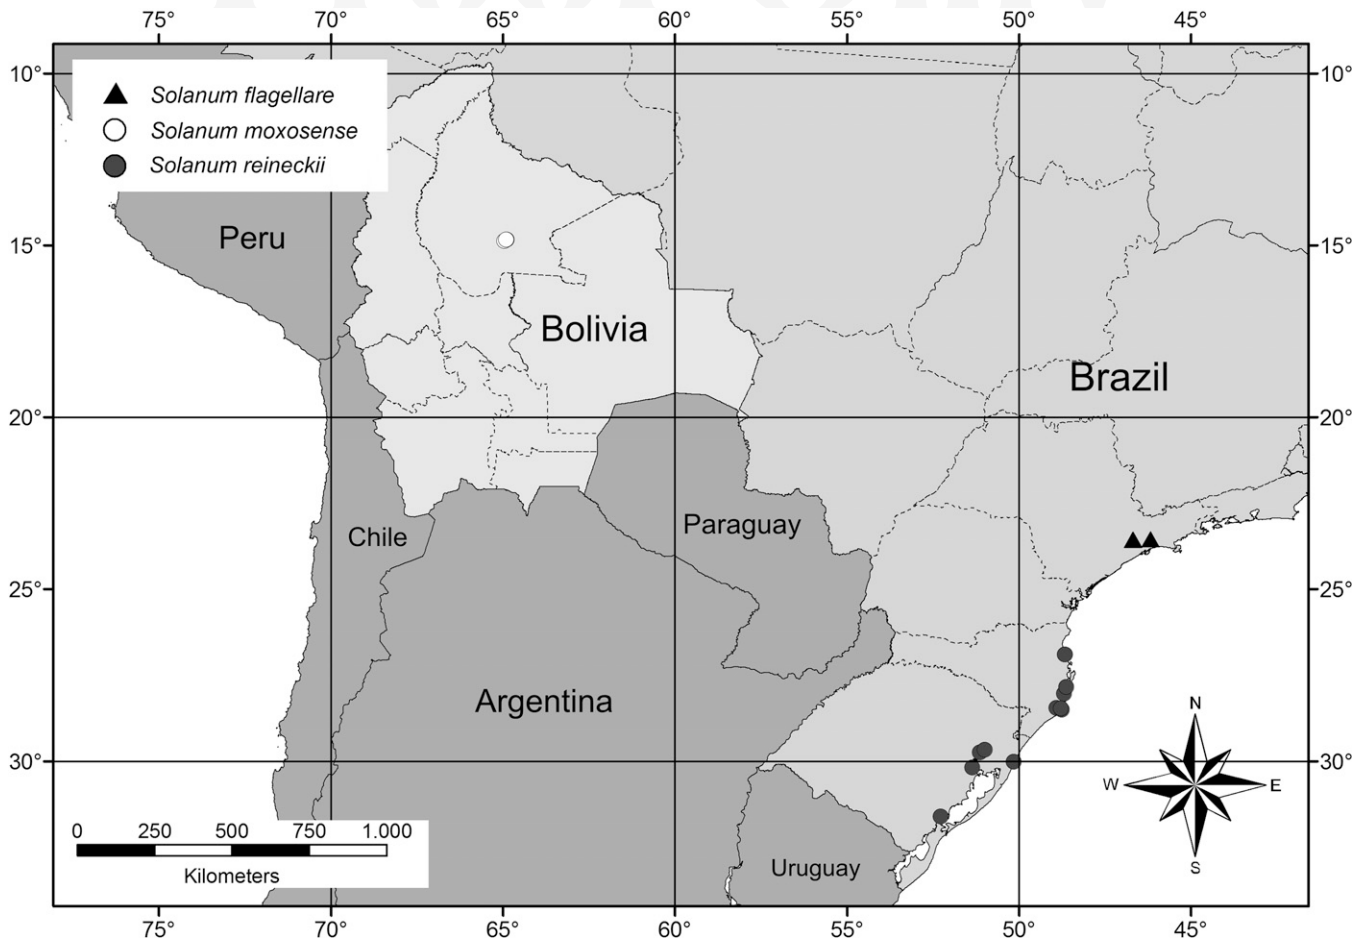 75° 70° 65° 60° 55° 50° 45°
10° 10°
Solanum flagellare
Solanum moxosense
Solanum reineckii
Peru
15° 15°
Bolivia
Brazil
20° 20°
Paraguay
Chile
25° 25°
Argentina
N
30° 30°
W E
0 250 500 750 1.000
Kilometers
Uruguay
S
75° 70° 65° 60° 55° 50° 45°